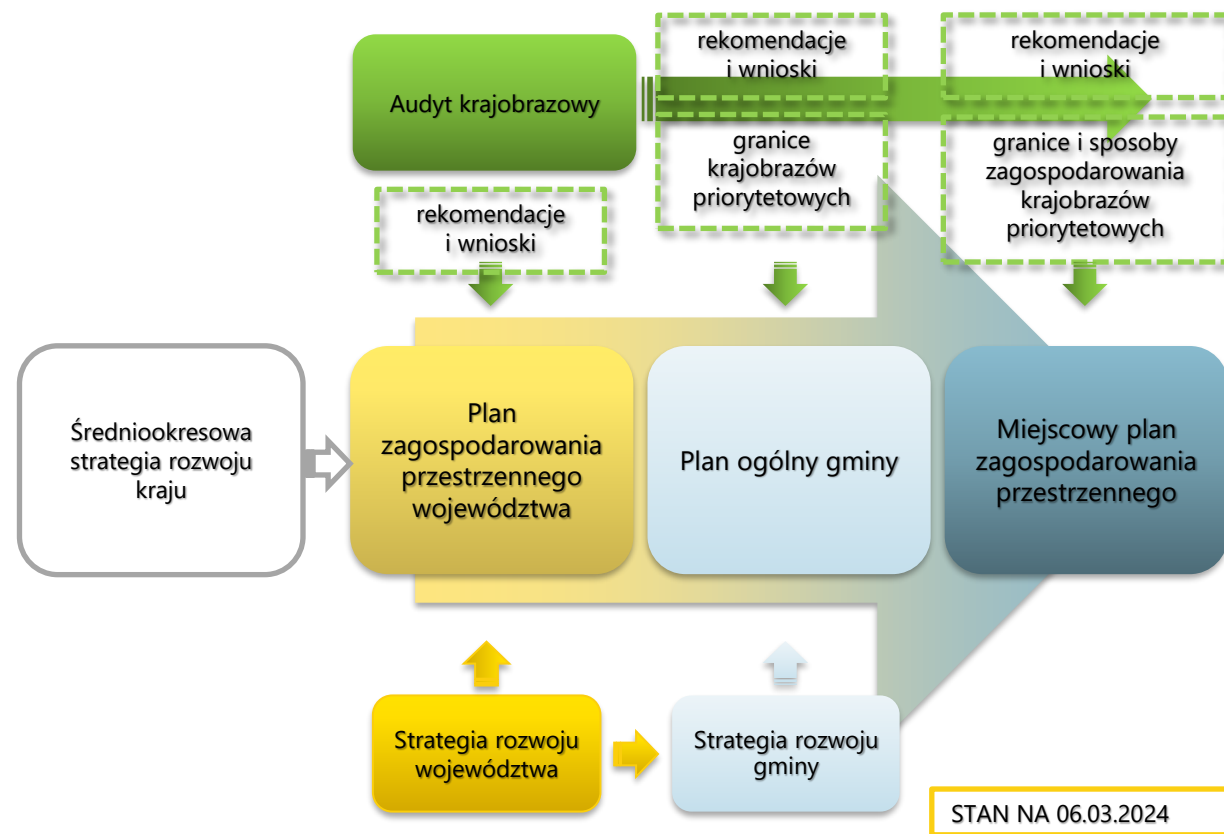 Audyt krajobrazowy
rekomendacje
i wnioski
rekomendacje
i wnioski
granice
krajobrazów
priorytetowych
granice i sposoby
zagospodarowania
krajobrazów
priorytetowych
rekomendacje
i wnioski
Średniookresowa
strategia rozwoju
kraju
Plan
zagospodarowania
przestrzennego
województwa
Plan ogólny gminy
Miejscowy plan
zagospodarowania
przestrzennego
Strategia rozwoju
województwa
Strategia rozwoju
gminy
STAN NA 06.03.2024